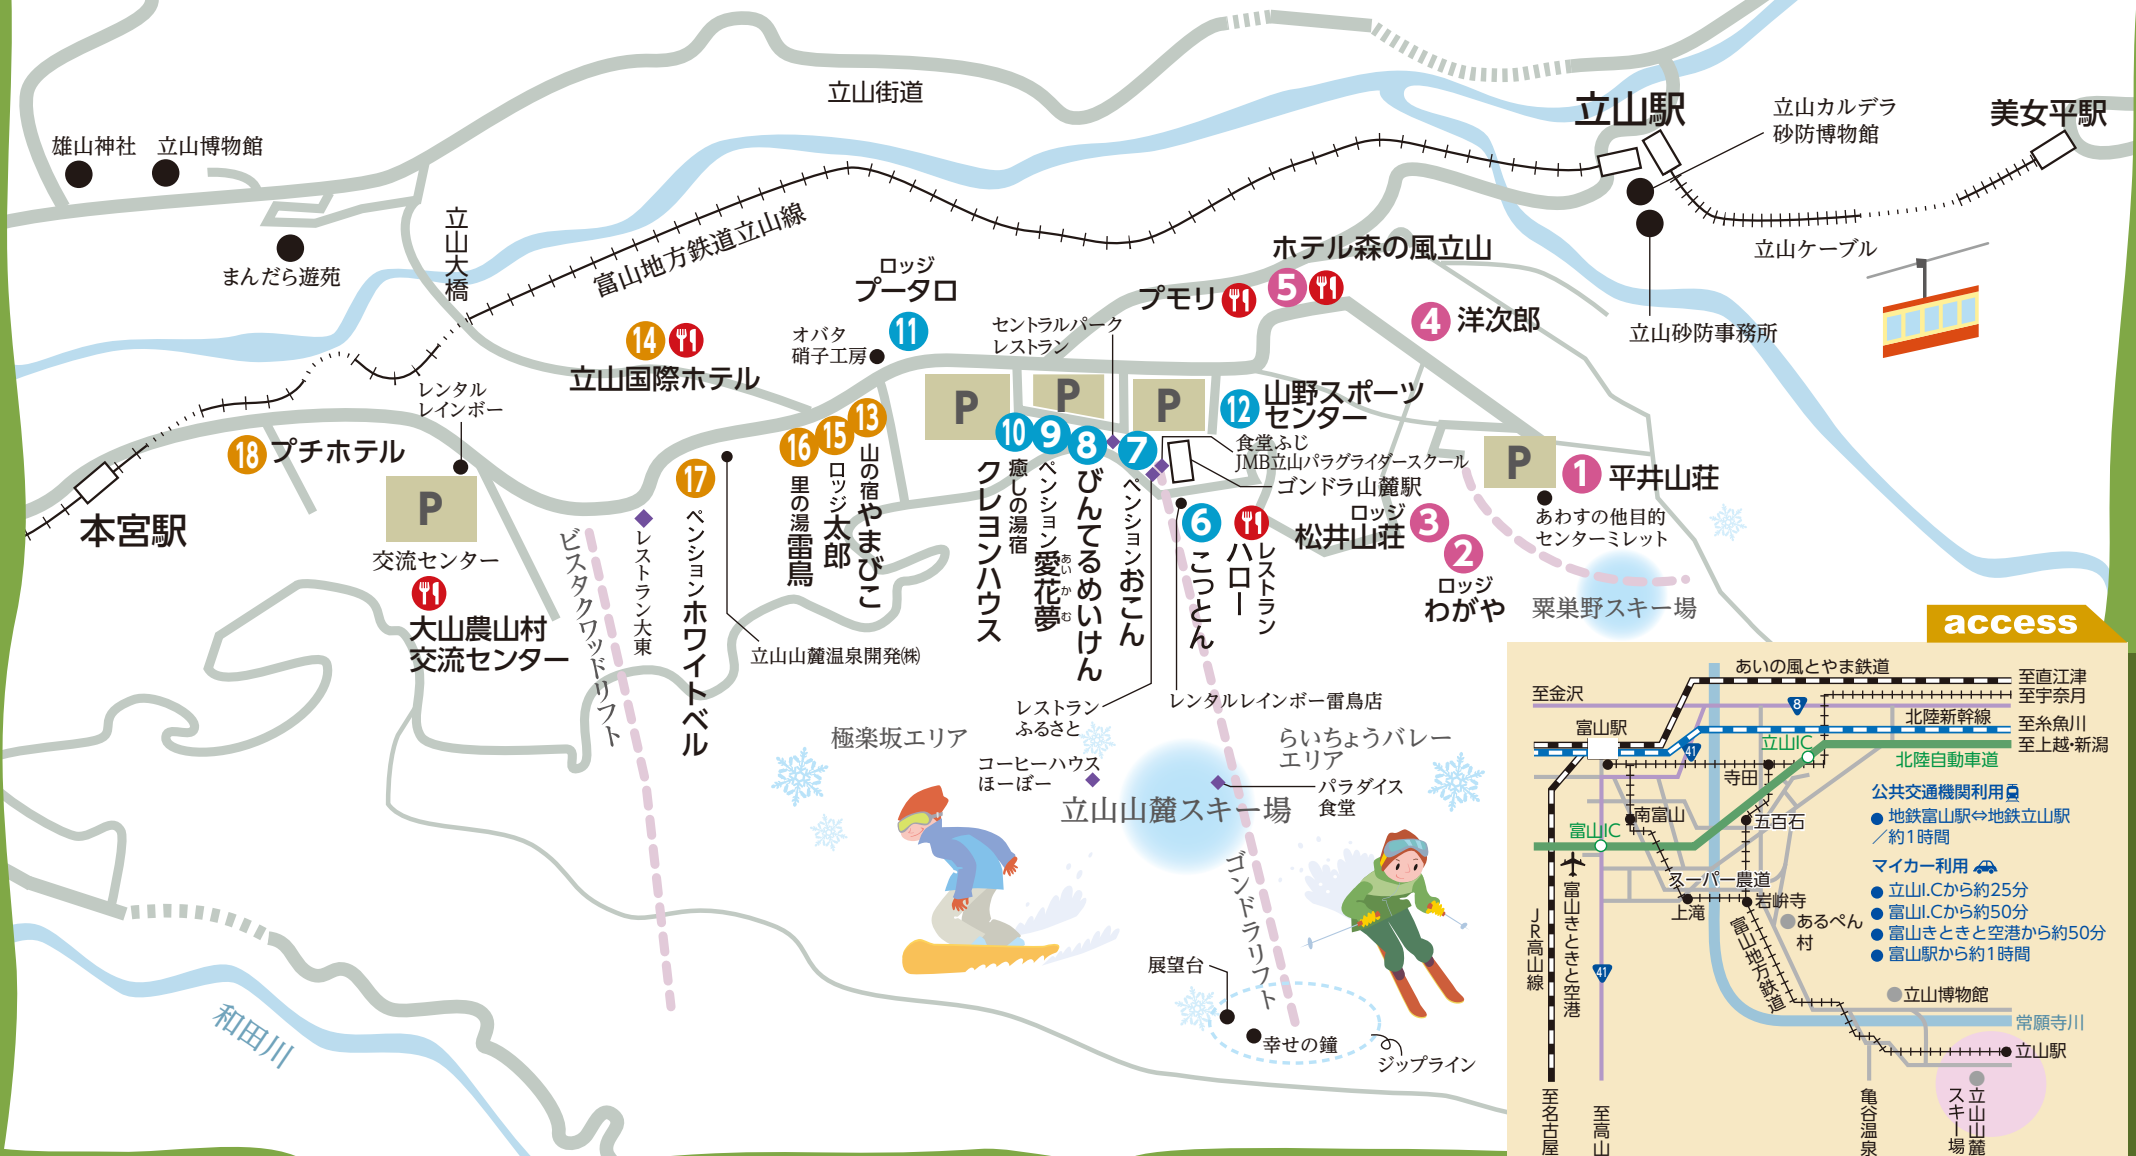 立山街道
立山駅
立山カルデラ
砂防博物館
美女平駅
雄山神社
立山博物館
まんだら遊苑
立山大橋
富山地方鉄道立山線
立山ケーブル
立山砂防事務所
ロッジ
プータロ
11
オバタ
硝子工房
セントラルパーク
レストラン
プモリ
ホテル森の風立山
5
4 洋次郎
14
立山国際ホテル
レンタル
レインボー
18 プチホテル
本宮駅
P
交流センター
大山農山村
交流センター
17
ペンションホワイトベル
レストラン大東
ビスタクワッドリフト
立山山麓温泉開発㈱
16
里の湯雷鳥
15
ロッジ太郎
13
山の宿やまびこ
P
P
P
10
癒しの湯宿
クレヨンハウス
9
ペンション愛花夢
あいかむ
8
びんてるめいけん
7
ペンションおこん
12 山野スポーツ
センター
食堂ふじ
JMB立山パラグライダースクール
ゴンドラ山麓駅
6
こっとん
レストラン
ハロー
ロッジ
松井山荘 3
2
ロッジ
わがや
P
1 平井山荘
あわすの他目的
センターミレット
粟巣野スキー場
レストラン
ふるさと
レンタルレインボー雷鳥店
極楽坂エリア
らいちょうバレー
エリア
コーヒーハウス
ほーぼー
立山山麓スキー場
パラダイス
食堂
ゴンドラリフト
展望台
幸せの鐘
ジップライン
和田川
access
あいの風とやま鉄道
至直江津
至宇奈月
至金沢
8
富山駅
北陸新幹線
至糸魚川
至上越・新潟
41
立山IC
北陸自動車道
寺田
南富山
五百石
富山IC
スーパー農道
上滝
岩峅寺
あるぺん
村
富山地方鉄道
JR高山線
富山きときと空港
41
立山博物館
常願寺川
立山駅
至名古屋
至高山
亀谷温泉
立山山麓
スキー場
公共交通機関利用
地鉄富山駅⇔地鉄立山駅
／約1時間
マイカー利用
立山I.Cから約25分
富山I.Cから約50分
富山きときと空港から約50分
富山駅から約1時間